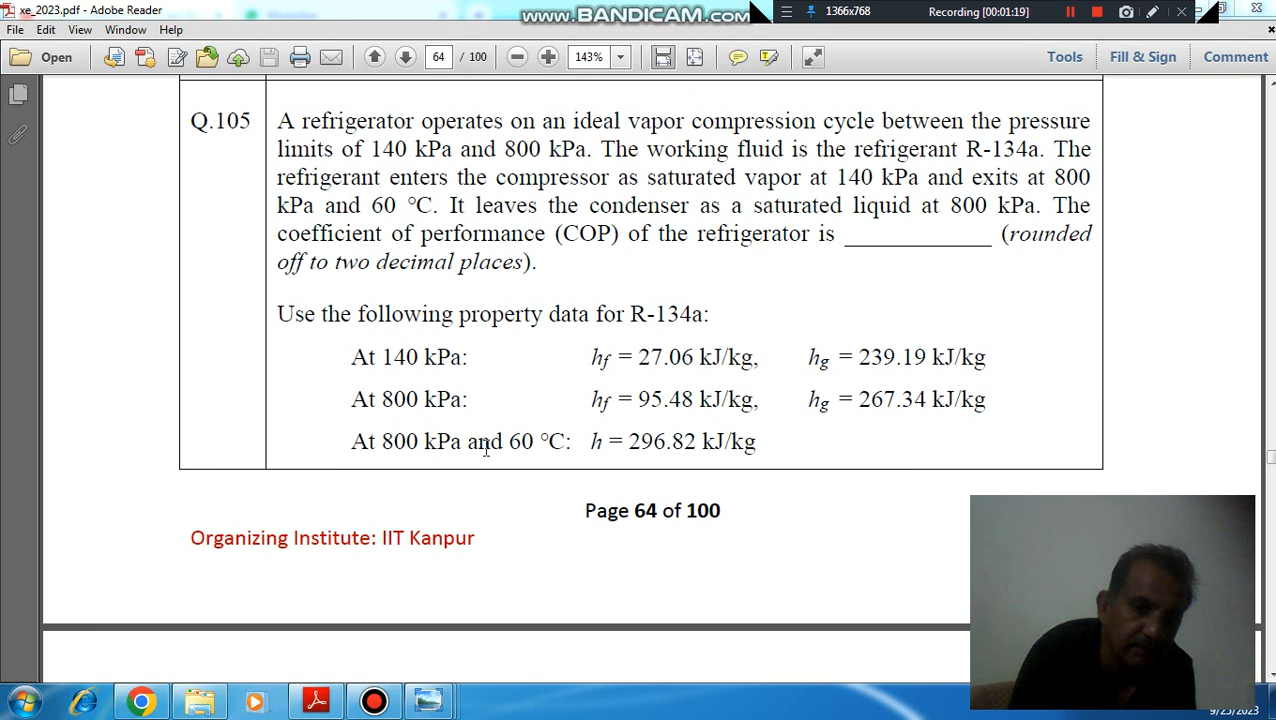 xe_2023.pdf - Adobe Reader
www.BANDICAM.com
1366x768
Recording [00:01:19]
File Edit View Window Help
Open
64 / 100
143%
Tools Fill & Sign Comment
Q.105
A refrigerator operates on an ideal vapor compression cycle between the pressure
limits of 140 kPa and 800 kPa. The working fluid is the refrigerant R-134a. The
refrigerant enters the compressor as saturated vapor at 140 kPa and exits at 800
kPa and 60 °C. It leaves the condenser as a saturated liquid at 800 kPa. The
coefficient of performance (COP) of the refrigerator is ____________ (rounded
off to two decimal places).
Use the following property data for R-134a:
At 140 kPa: hf = 27.06 kJ/kg, hg = 239.19 kJ/kg
At 800 kPa: hf = 95.48 kJ/kg, hg = 267.34 kJ/kg
At 800 kPa and 60 °C: h = 296.82 kJ/kg
Page 64 of 100
Organizing Institute: IIT Kanpur